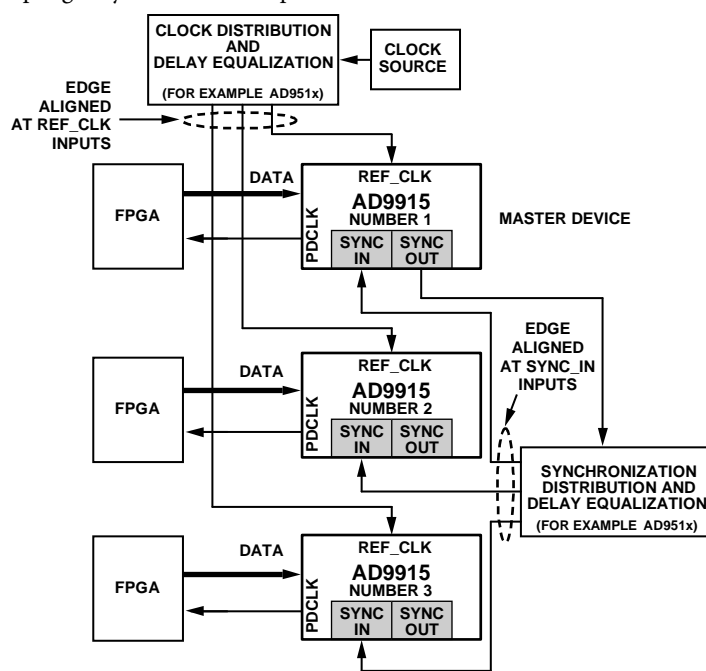 CLOCK DISTRIBUTION
AND
DELAY EQUALIZATION
(FOR EXAMPLE AD951x)
CLOCK
SOURCE
EDGE
ALIGNED
AT REF_CLK
INPUTS
FPGA
DATA
PDCLK
REF_CLK
AD9915
NUMBER 1
SYNC
IN
SYNC
OUT
MASTER DEVICE
EDGE
ALIGNED
AT SYNC_IN
INPUTS
FPGA
DATA
PDCLK
REF_CLK
AD9915
NUMBER 2
SYNC
IN
SYNC
OUT
SYNCHRONIZATION
DISTRIBUTION AND
DELAY EQUALIZATION
(FOR EXAMPLE AD951x)
FPGA
DATA
PDCLK
REF_CLK
AD9915
NUMBER 3
SYNC
IN
SYNC
OUT